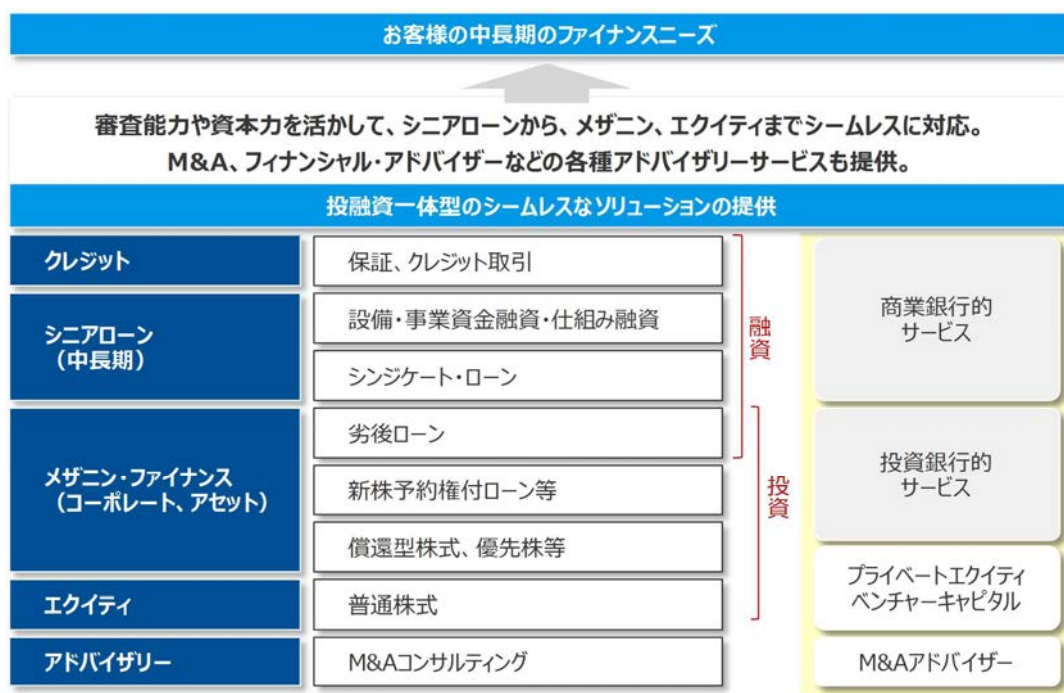 お客様の中長期のファイナンスニーズ
審査能力や資本力を活かして、シニアローンから、メザニン、エクイティまでシームレスに対応。
M&A、フィナンシャル・アドバイザーなどの各種アドバイザリーサービスも提供。
投融資一体型のシームレスなソリューションの提供
クレジット
保証、クレジット取引
シニアローン
（中長期）
設備・事業資金融資・仕組み融資
シンジケート・ローン
メザニン・ファイナンス
（コーポレート、アセット）
劣後ローン
新株予約権付ローン等
償還型株式、優先株等
エクイティ
普通株式
アドバイザリー
M&Aコンサルティング
融資
投資
商業銀行的
サービス
投資銀行的
サービス
プライベートエクイティ
ベンチャーキャピタル
M&Aアドバイザー